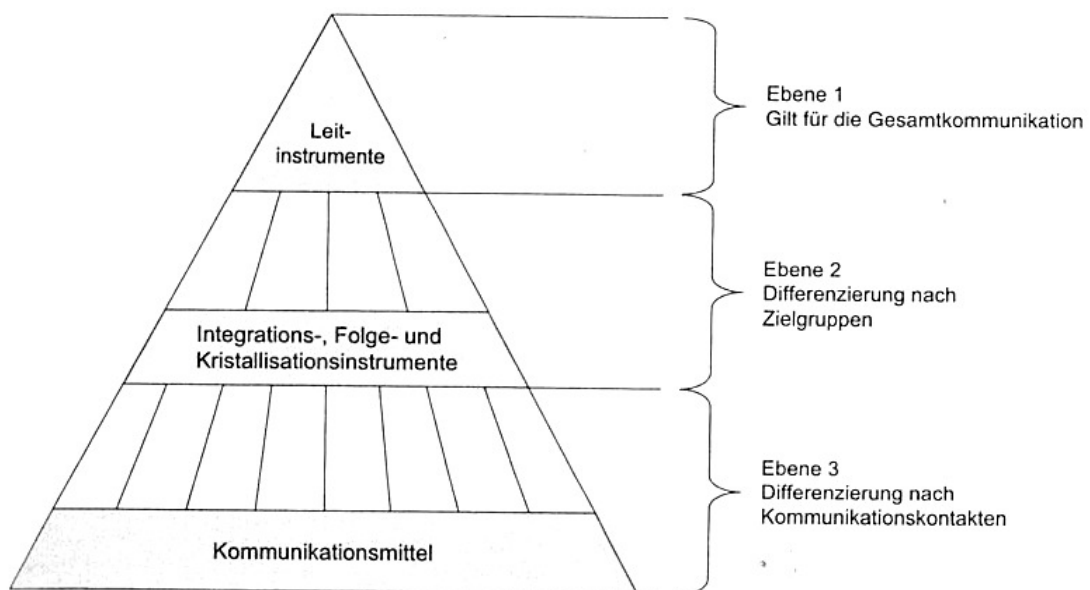 Leit-
instrumente
Ebene 1
Gilt für die Gesamtkommunikation
Ebene 2
Differenzierung nach
Zielgruppen
Integrations-, Folge- und
Kristallisationsinstrumente
Ebene 3
Differenzierung nach
Kommunikationskontakten
Kommunikationsmittel